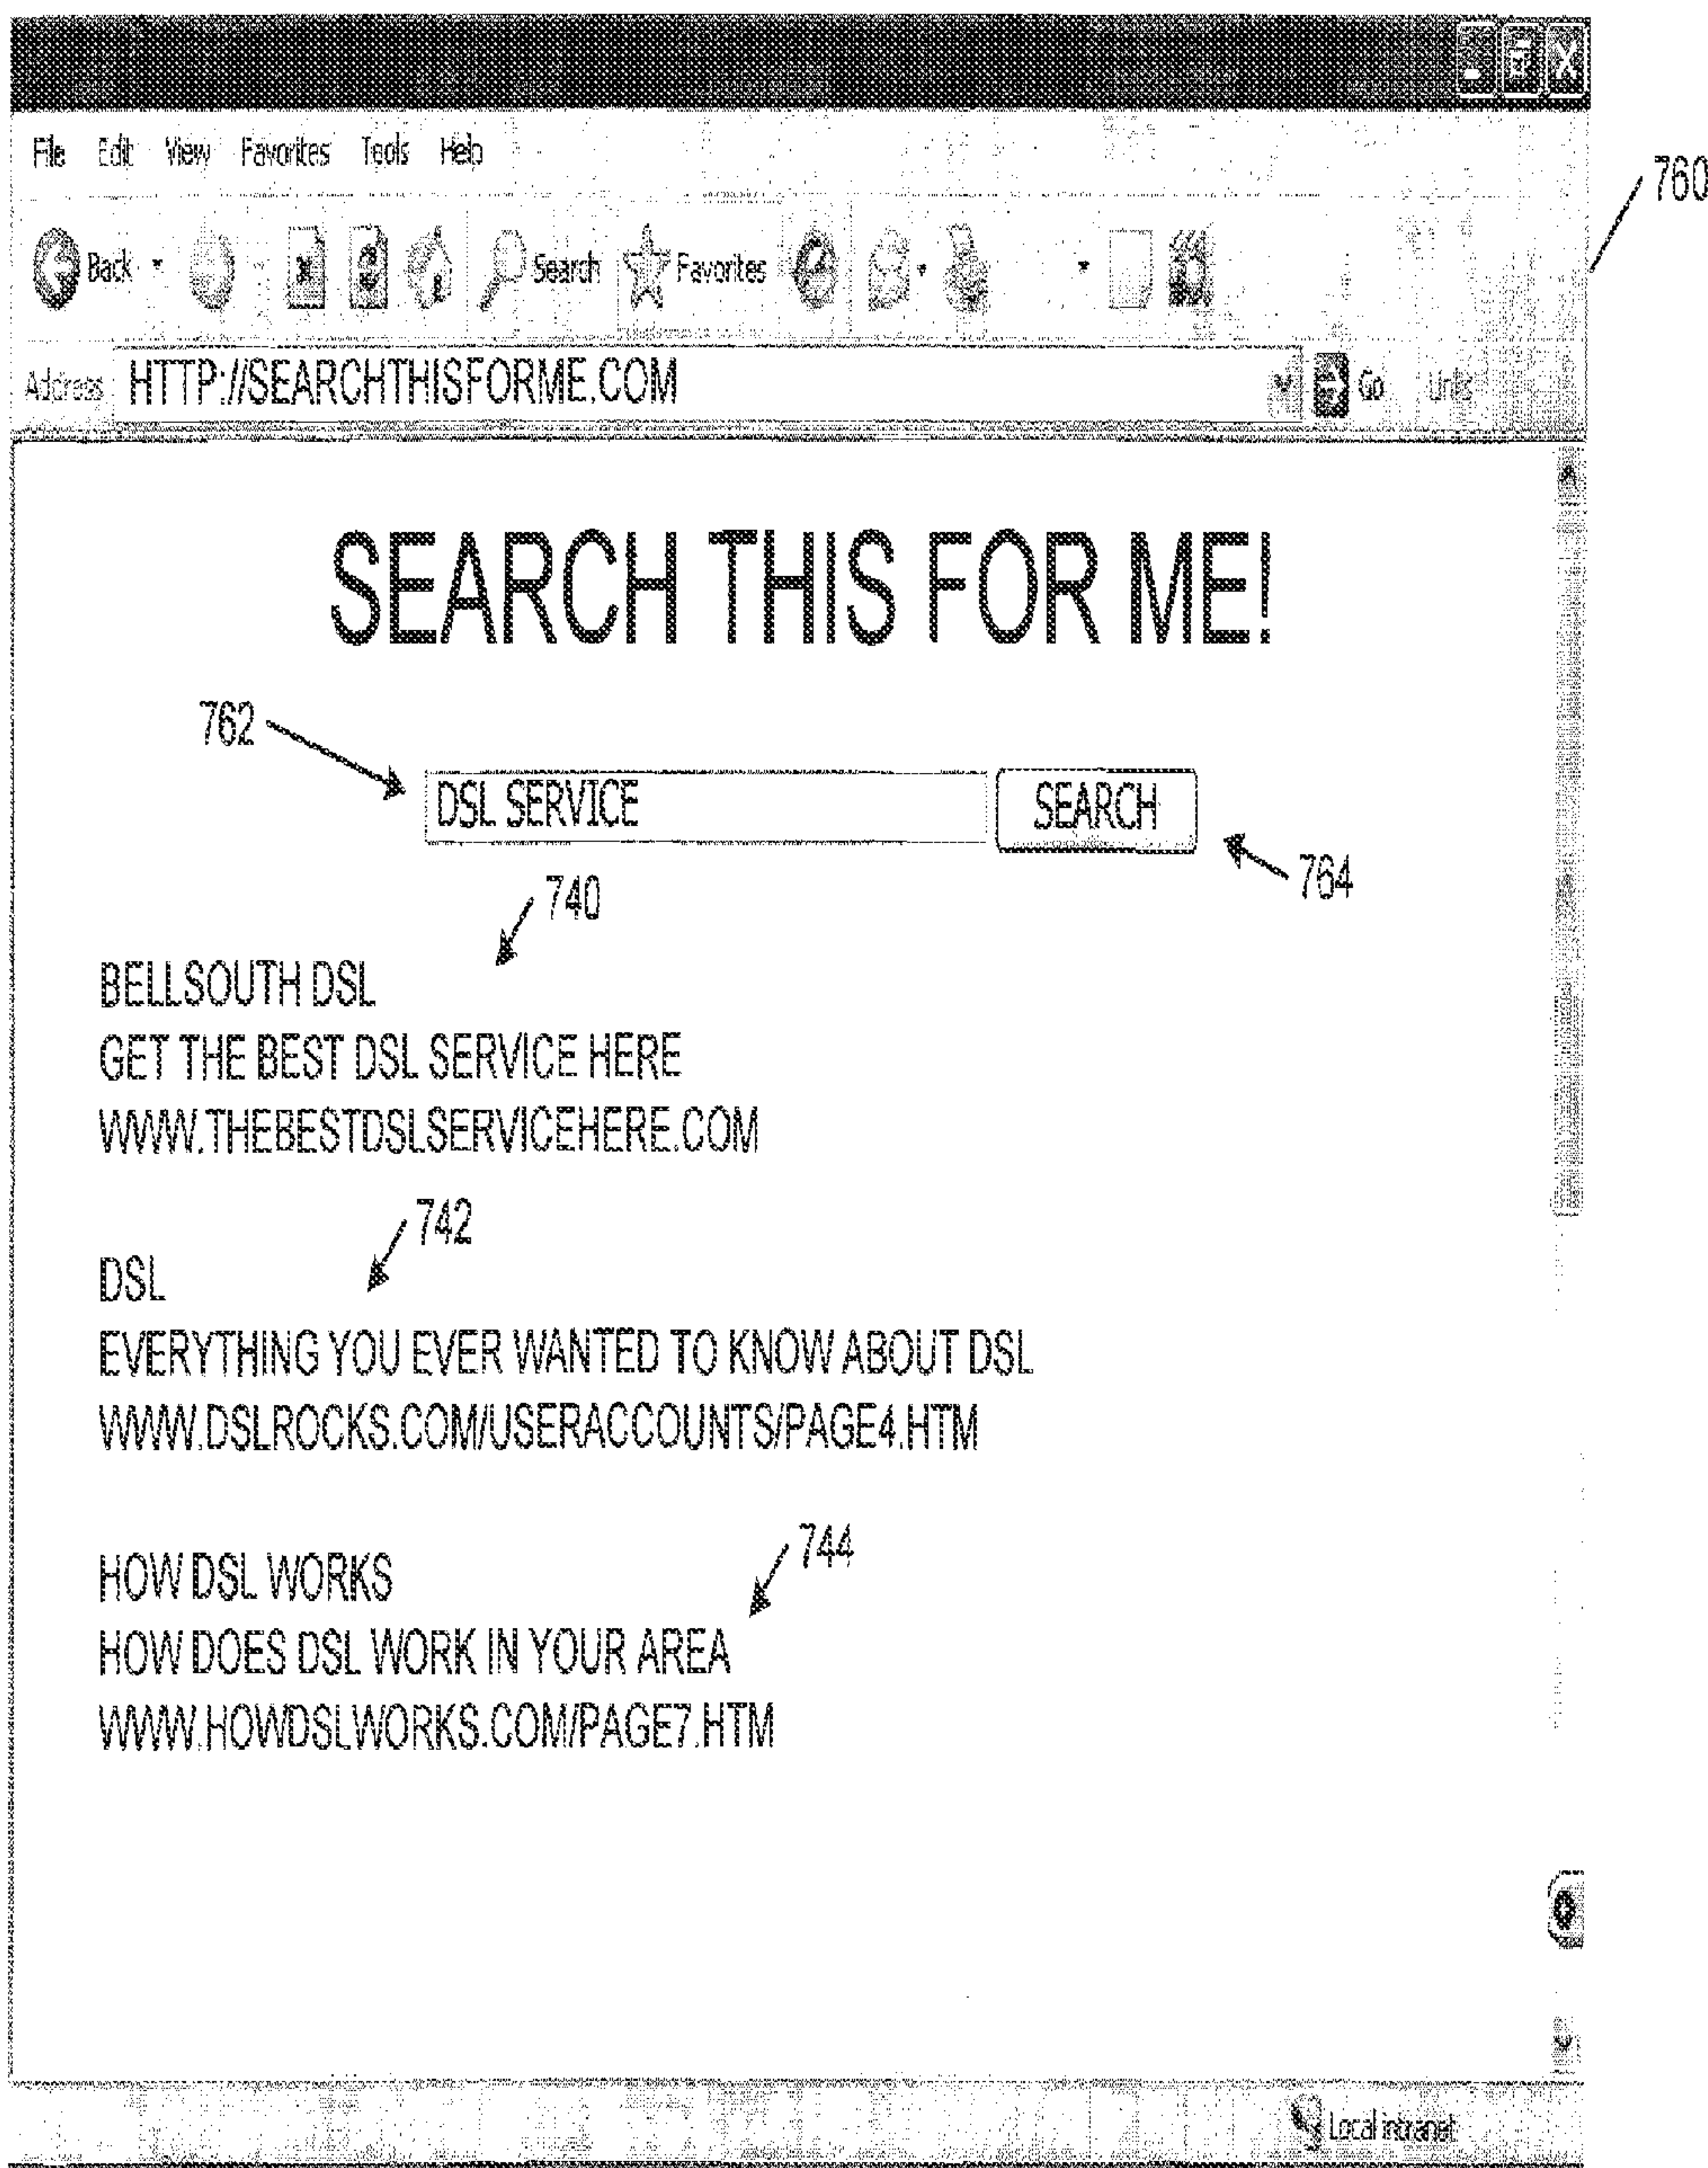 File Edit View Favorites Tools Help
760
Back Search Favorites
Address HTTP://SEARCHTHISFORME.COM Go Links
SEARCH THIS FOR ME!
762
DSL SERVICE SEARCH
764
740
BELLSOUTH DSL
GET THE BEST DSL SERVICE HERE
WWW.THEBESTDSLSERVICEHERE.COM
742
DSL
EVERYTHING YOU EVER WANTED TO KNOW ABOUT DSL
WWW.DSLROCKS.COM/USERACCOUNTS/PAGE4.HTM
744
HOW DSL WORKS
HOW DOES DSL WORK IN YOUR AREA
WWW.HOWDSLWORKS.COM/PAGE7.HTM
Local intranet